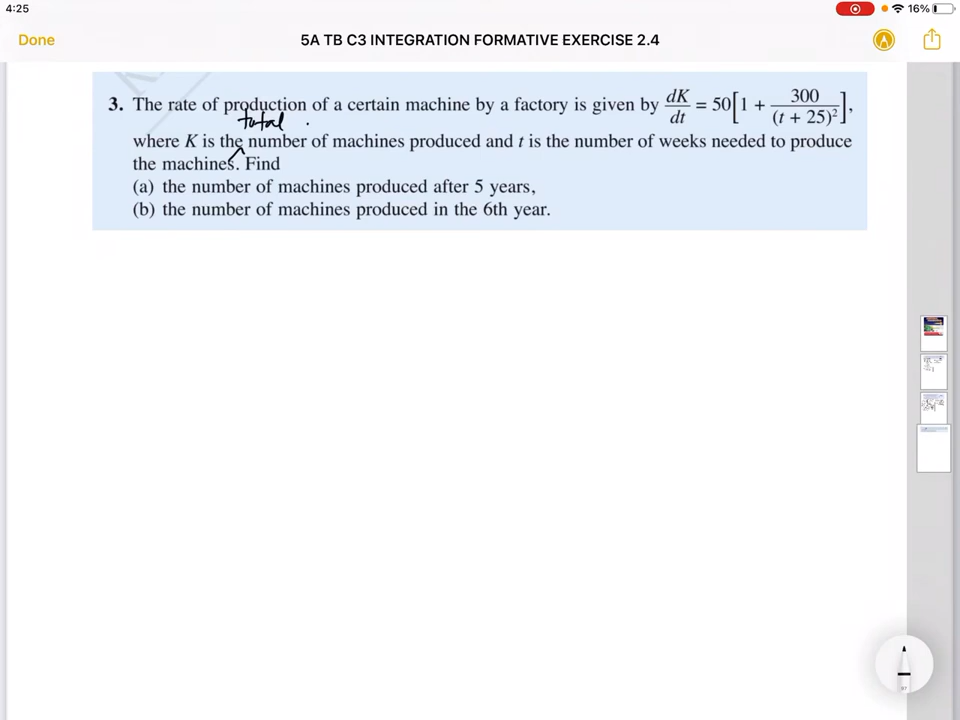 4:25
16%
Done
5A TB C3 INTEGRATION FORMATIVE EXERCISE 2.4
3. The rate of production of a certain machine by a factory is given by dK/dt = 50[1 + 300/(t + 25)²],
total
where K is the number of machines produced and t is the number of weeks needed to produce
the machines. Find
(a) the number of machines produced after 5 years,
(b) the number of machines produced in the 6th year.
97